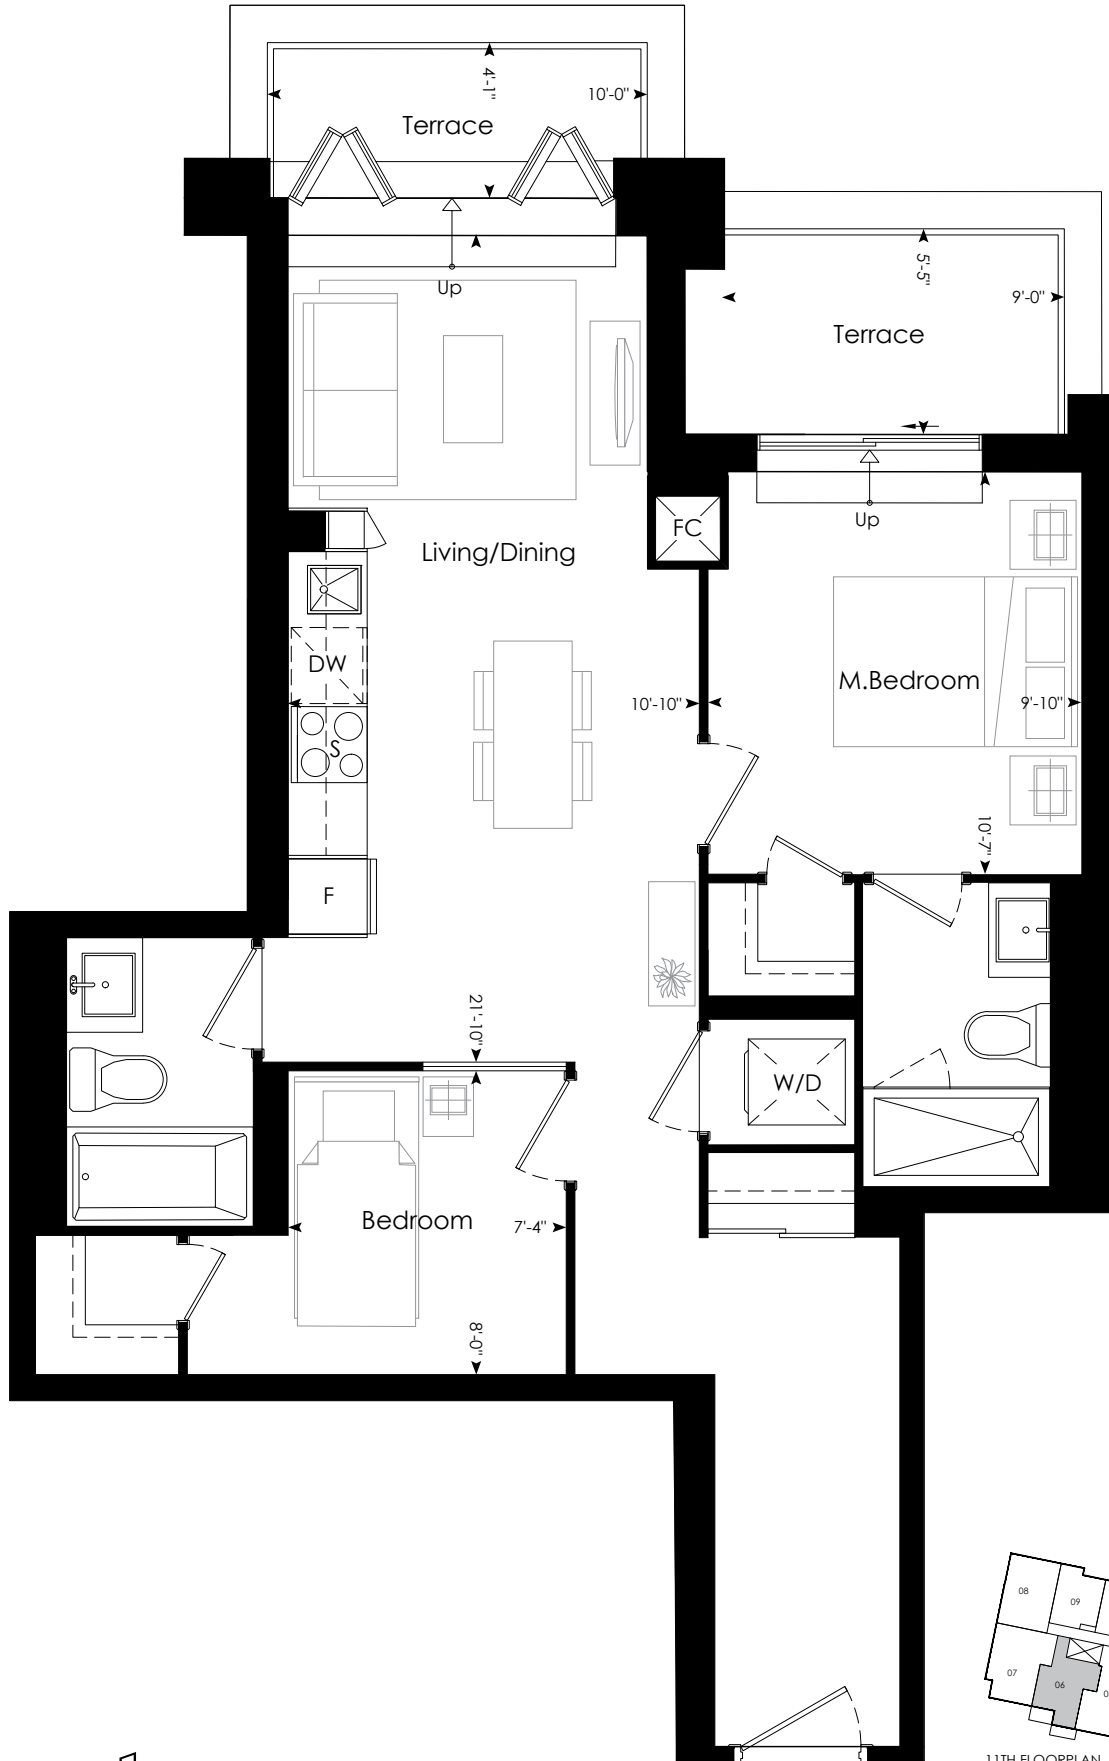 4'-1"
10'-0"
Terrace
Up
5'-5"
9'-0"
Terrace
Up
FC
Living/Dining
DW
S
M.Bedroom
10'-10"
9'-10"
10'-7"
F
21'-10"
W/D
Bedroom
7'-4"
8'-0"
08
09
07
06
11TH FLOORPLAN